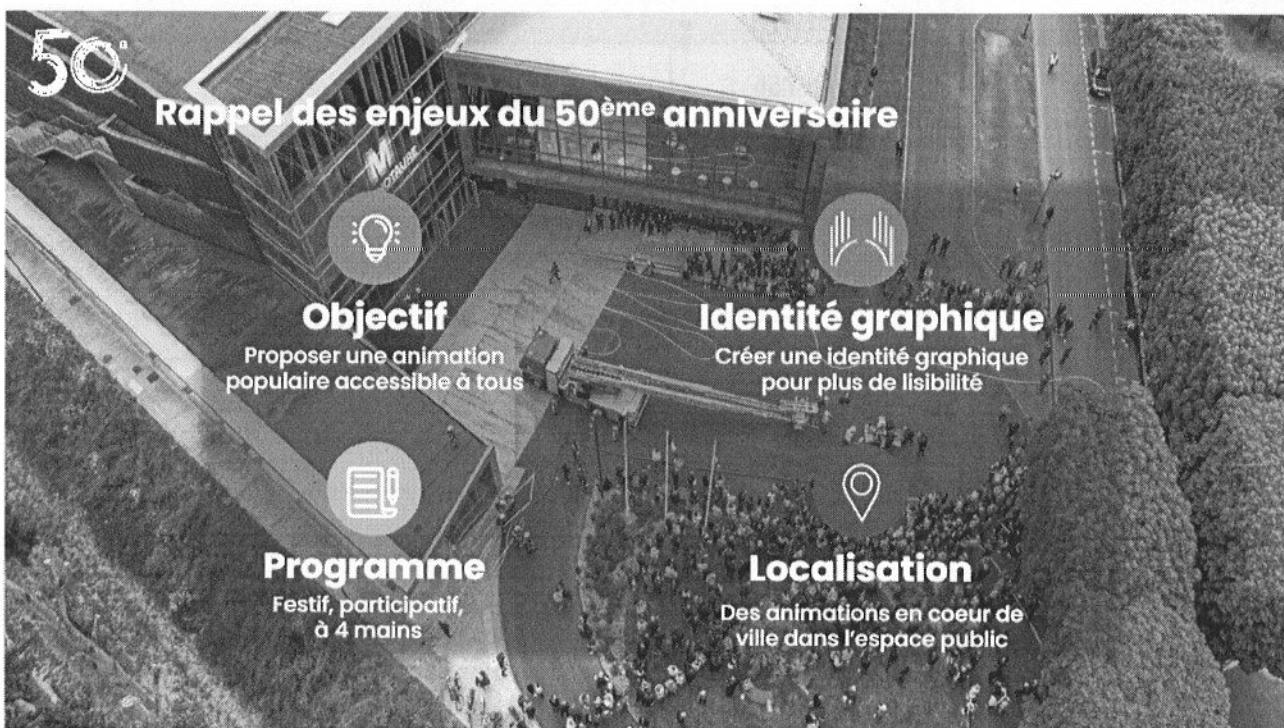 50
Rappel des enjeux du 50ème anniversaire
M
OTAURE
Objectif
Proposer une animation
populaire accessible à tous
Identité graphique
Créer une identité graphique
pour plus de lisibilité
Programme
Festif, participatif,
à 4 mains
Localisation
Des animations en coeur de
ville dans l'espace public